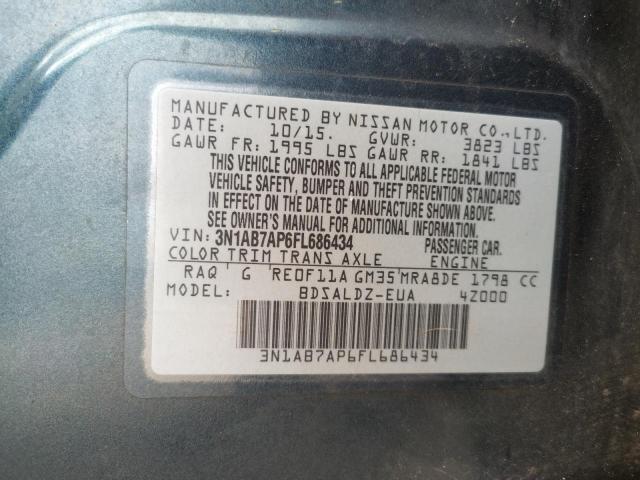 MANUFACTURED BY NISSAN MOTOR CO.,LTD.
DATE: 10/15. GVWR: 3823 LBS
GAWR FR: 1995 LBS GAWR RR: 1841 LBS
THIS VEHICLE CONFORMS TO ALL APPLICABLE FEDERAL MOTOR
VEHICLE SAFETY, BUMPER AND THEFT PREVENTION STANDARDS
IN EFFECT ON THE DATE OF MANUFACTURE SHOWN ABOVE.
SEE OWNER'S MANUAL FOR ADDITIONAL INFORMATION.
VIN: 3N1AB7AP6FL686434 PASSENGER CAR.
COLOR TRIM TRANS AXLE ENGINE
RAQ G RE0F11A GM35 MRA8DE 1798 CC
MODEL: BDSALDZ-EUA 4Z000
3N1AB7AP6FL686434